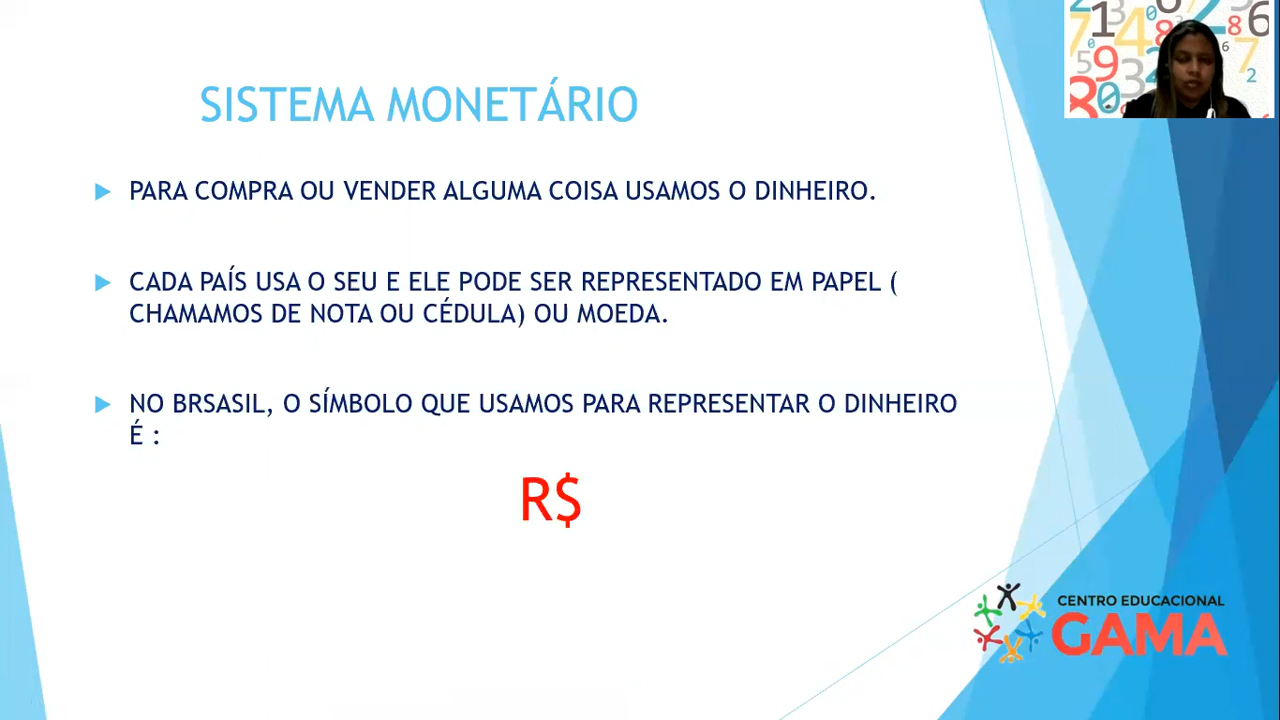 SISTEMA MONETÁRIO
PARA COMPRA OU VENDER ALGUMA COISA USAMOS O DINHEIRO.
CADA PAÍS USA O SEU E ELE PODE SER REPRESENTADO EM PAPEL (
CHAMAMOS DE NOTA OU CÉDULA) OU MOEDA.
NO BRSASIL, O SÍMBOLO QUE USAMOS PARA REPRESENTAR O DINHEIRO
É :
R$
CENTRO EDUCACIONAL
GAMA